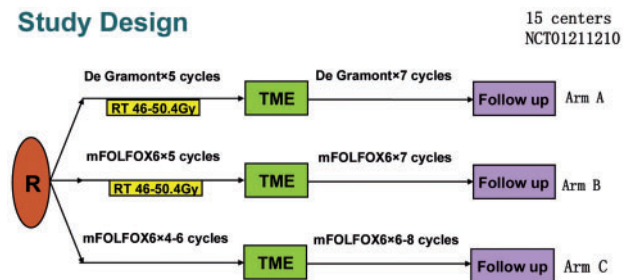 Study Design
15 centers
NCT01211210
De Gramont×5 cycles
De Gramont×7 cycles
RT 46-50.4Gy
TME
Follow up
Arm A
mFOLFOX6×5 cycles
mFOLFOX6×7 cycles
R
RT 46-50.4Gy
TME
Follow up
Arm B
mFOLFOX6×4-6 cycles
mFOLFOX6×6-8 cycles
TME
Follow up
Arm C